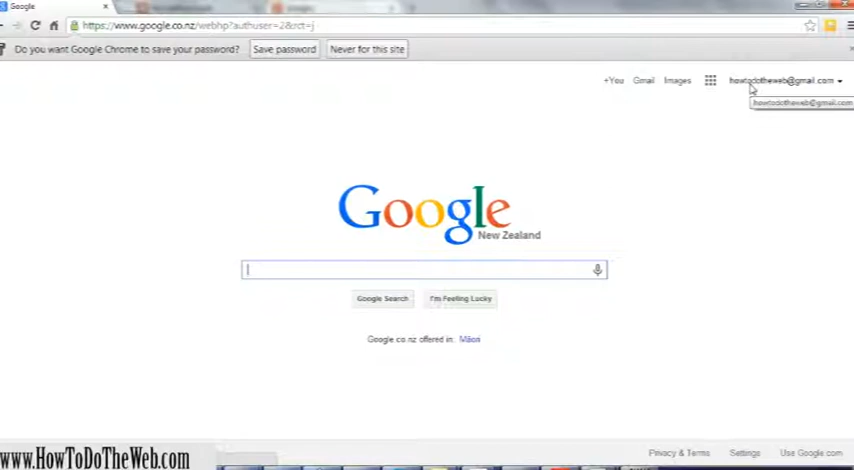 Google
https://www.google.co.nz/webhp?authuser=2&rct=j
Do you want Google Chrome to save your password? Save password Never for this site
+You Gmail Images howtodotheweb@gmail.com
howtodotheweb@gmail.com
Google
New Zealand
Google Search I'm Feeling Lucky
Google.co.nz offered in: Māori
www.HowToDoTheWeb.com
Privacy & Terms Settings Use Google.com